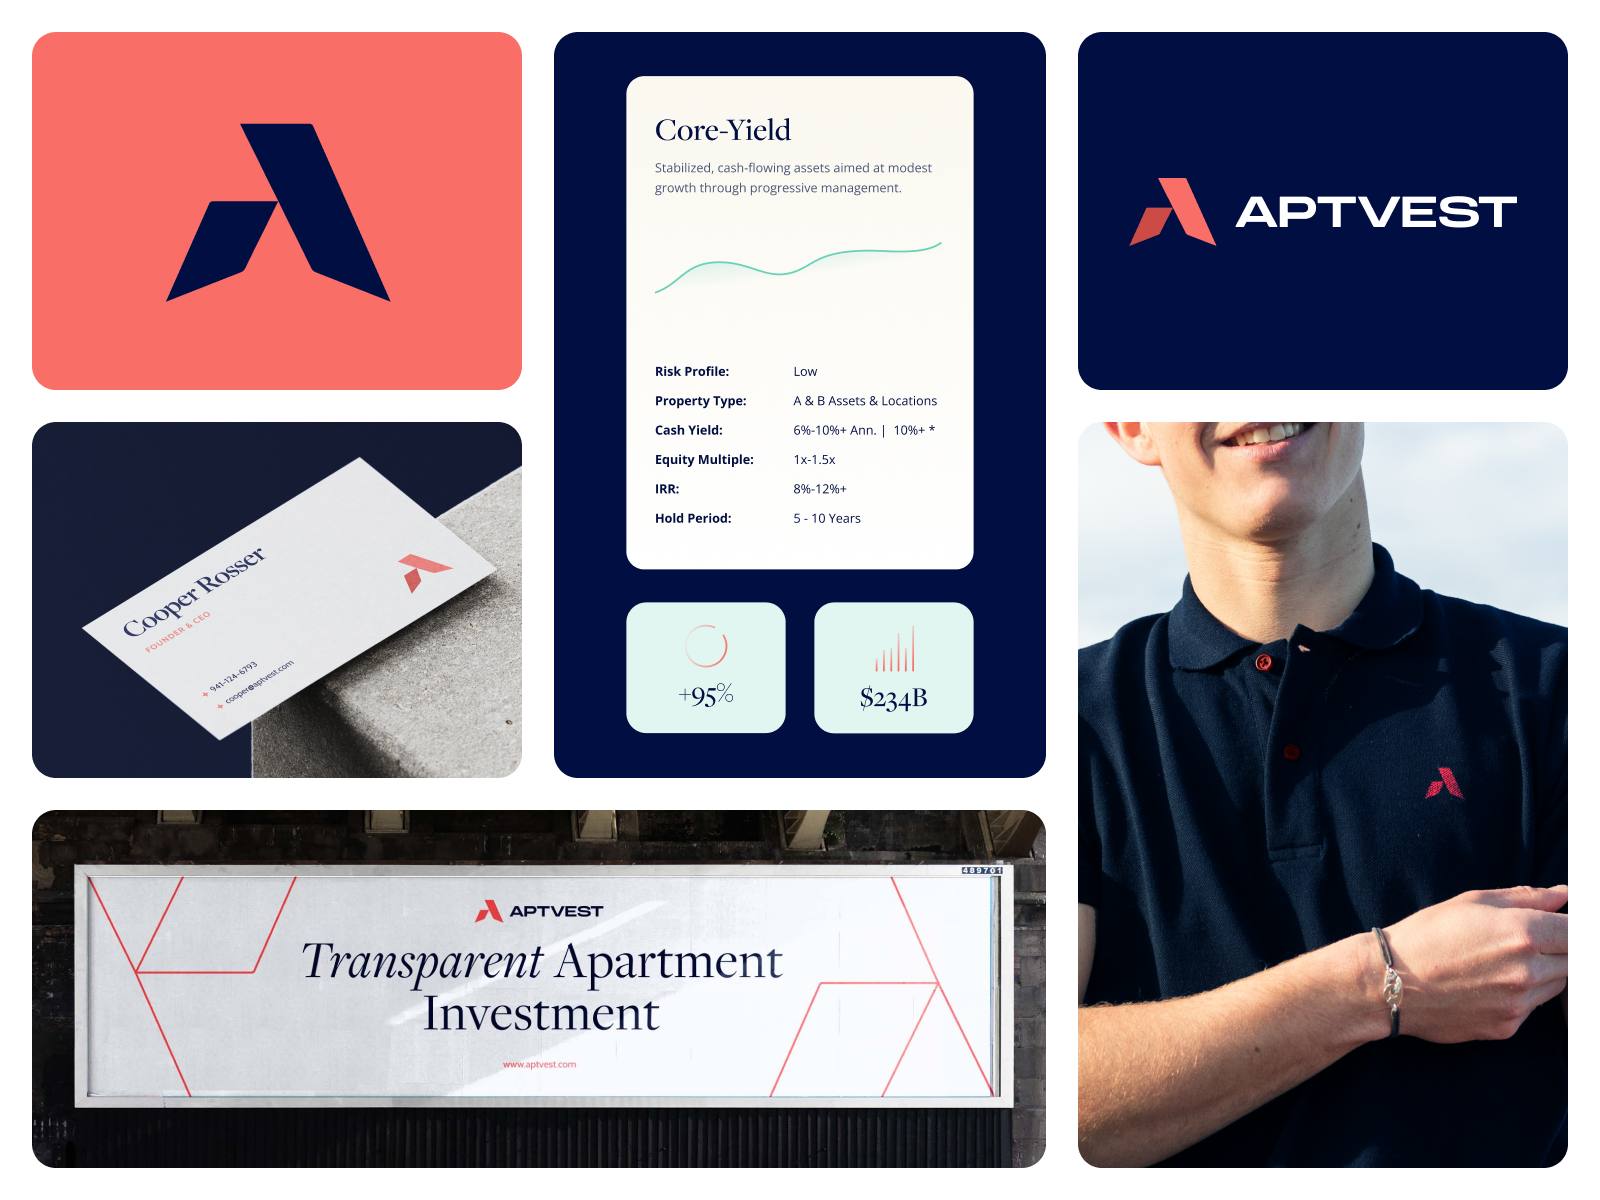 Core-Yield
Stabilized, cash-flowing assets aimed at modest
growth through progressive management.
Risk Profile: Low
Property Type: A & B Assets & Locations
Cash Yield: 6%-10%+ Ann. | 10%+ *
Equity Multiple: 1x-1.5x
IRR: 8%-12%+
Hold Period: 5 - 10 Years
+95%
$234B
APTVEST
Cooper Rosser
FOUNDER & CEO
+ 941-124-6793
+ cooper@aptvest.com
489701
APTVEST
Transparent Apartment
Investment
www.aptvest.com